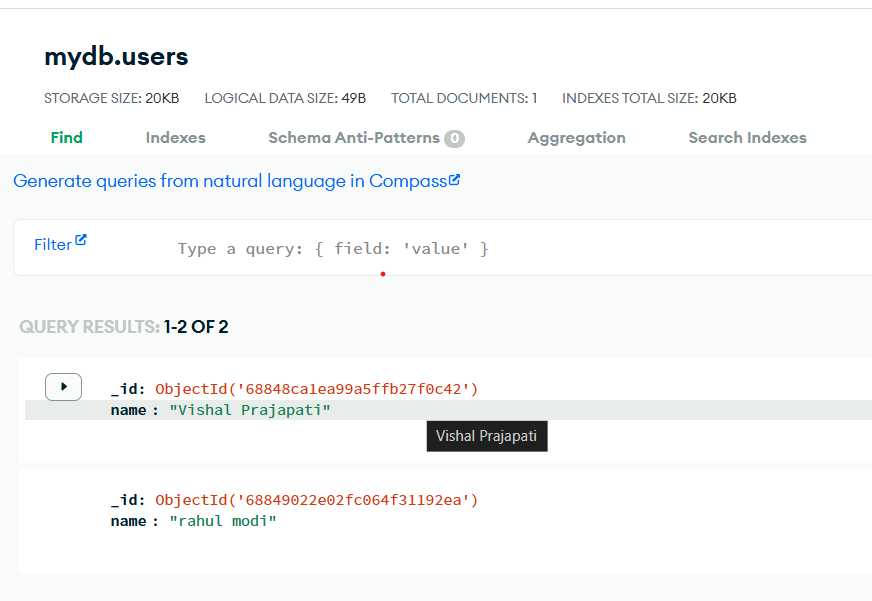 mydb.users
STORAGE SIZE: 20KB LOGICAL DATA SIZE: 49B TOTAL DOCUMENTS: 1 INDEXES TOTAL SIZE: 20KB
Find Indexes Schema Anti-Patterns 0 Aggregation Search Indexes
Generate queries from natural language in Compass
Filter Type a query: { field: 'value' }
QUERY RESULTS: 1-2 OF 2
_id: ObjectId('68848ca1ea99a5ffb27f0c42')
name : "Vishal Prajapati"
Vishal Prajapati
_id: ObjectId('68849022e02fc064f31192ea')
name : "rahul modi"